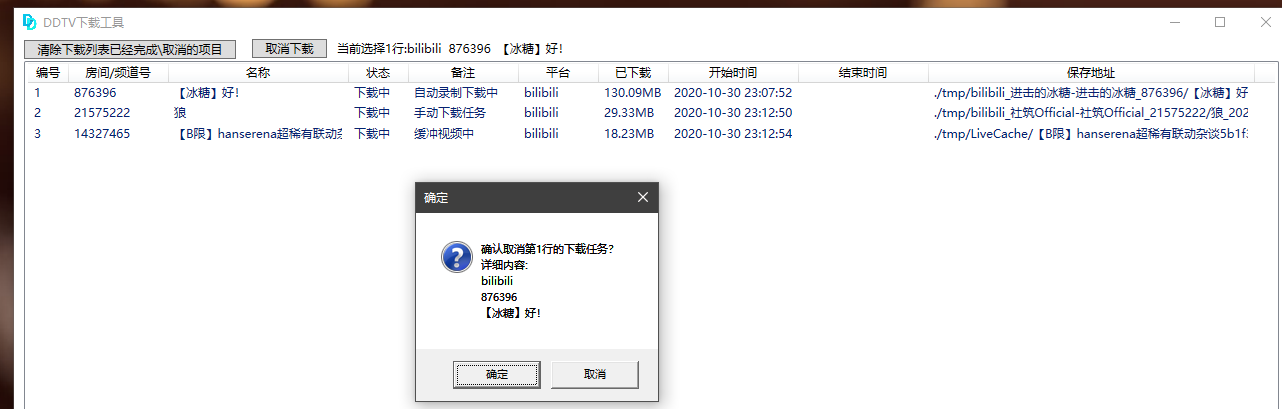 DDTV下载工具
清除下载列表已经完成\取消的项目 取消下载 当前选择1行:bilibili 876396 【冰糖】好!
编号 房间/频道号 名称 状态 备注 平台 已下载 开始时间 结束时间 保存地址
1 876396 【冰糖】好! 下载中 自动录制下载中 bilibili 130.09MB 2020-10-30 23:07:52 ./tmp/bilibili_进击的冰糖-进击的冰糖_876396/【冰糖】好
2 21575222 狼 下载中 手动下载任务 bilibili 29.33MB 2020-10-30 23:12:50 ./tmp/bilibili_社筑Official-社筑Official_21575222/狼_202
3 14327465 【B限】hanserena超稀有联动杂 下载中 缓冲视频中 bilibili 18.23MB 2020-10-30 23:12:54 ./tmp/LiveCache/【B限】hanserena超稀有联动杂谈5b1f
确定
确认取消第1行的下载任务?
详细内容:
bilibili
876396
【冰糖】好!
确定 取消